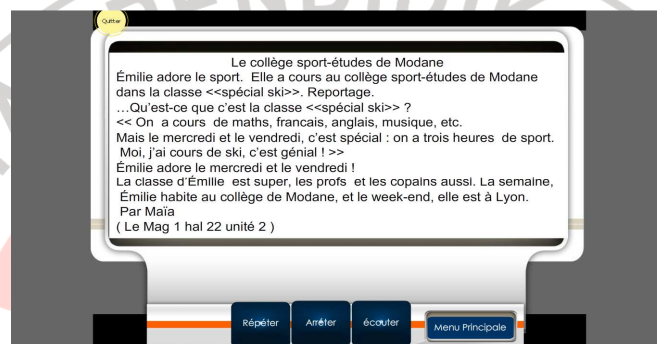 Quitter
Le collège sport-études de Modane
Émilie adore le sport. Elle a cours au collège sport-études de Modane
dans la classe <<spécial ski>>. Reportage.
…Qu'est-ce que c'est la classe <<spécial ski>> ?
<< On a cours de maths, francais, anglais, musique, etc.
Mais le mercredi et le vendredi, c'est spécial : on a trois heures de sport.
Moi, j'ai cours de ski, c'est génial ! >>
Émilie adore le mercredi et le vendredi !
La classe d'Émilie est super, les profs et les copains aussi. La semaine,
Émilie habite au collège de Modane, et le week-end, elle est à Lyon.
Par Maïa
( Le Mag 1 hal 22 unité 2 )
Répéter
Arrêter
écouter
Menu Principale